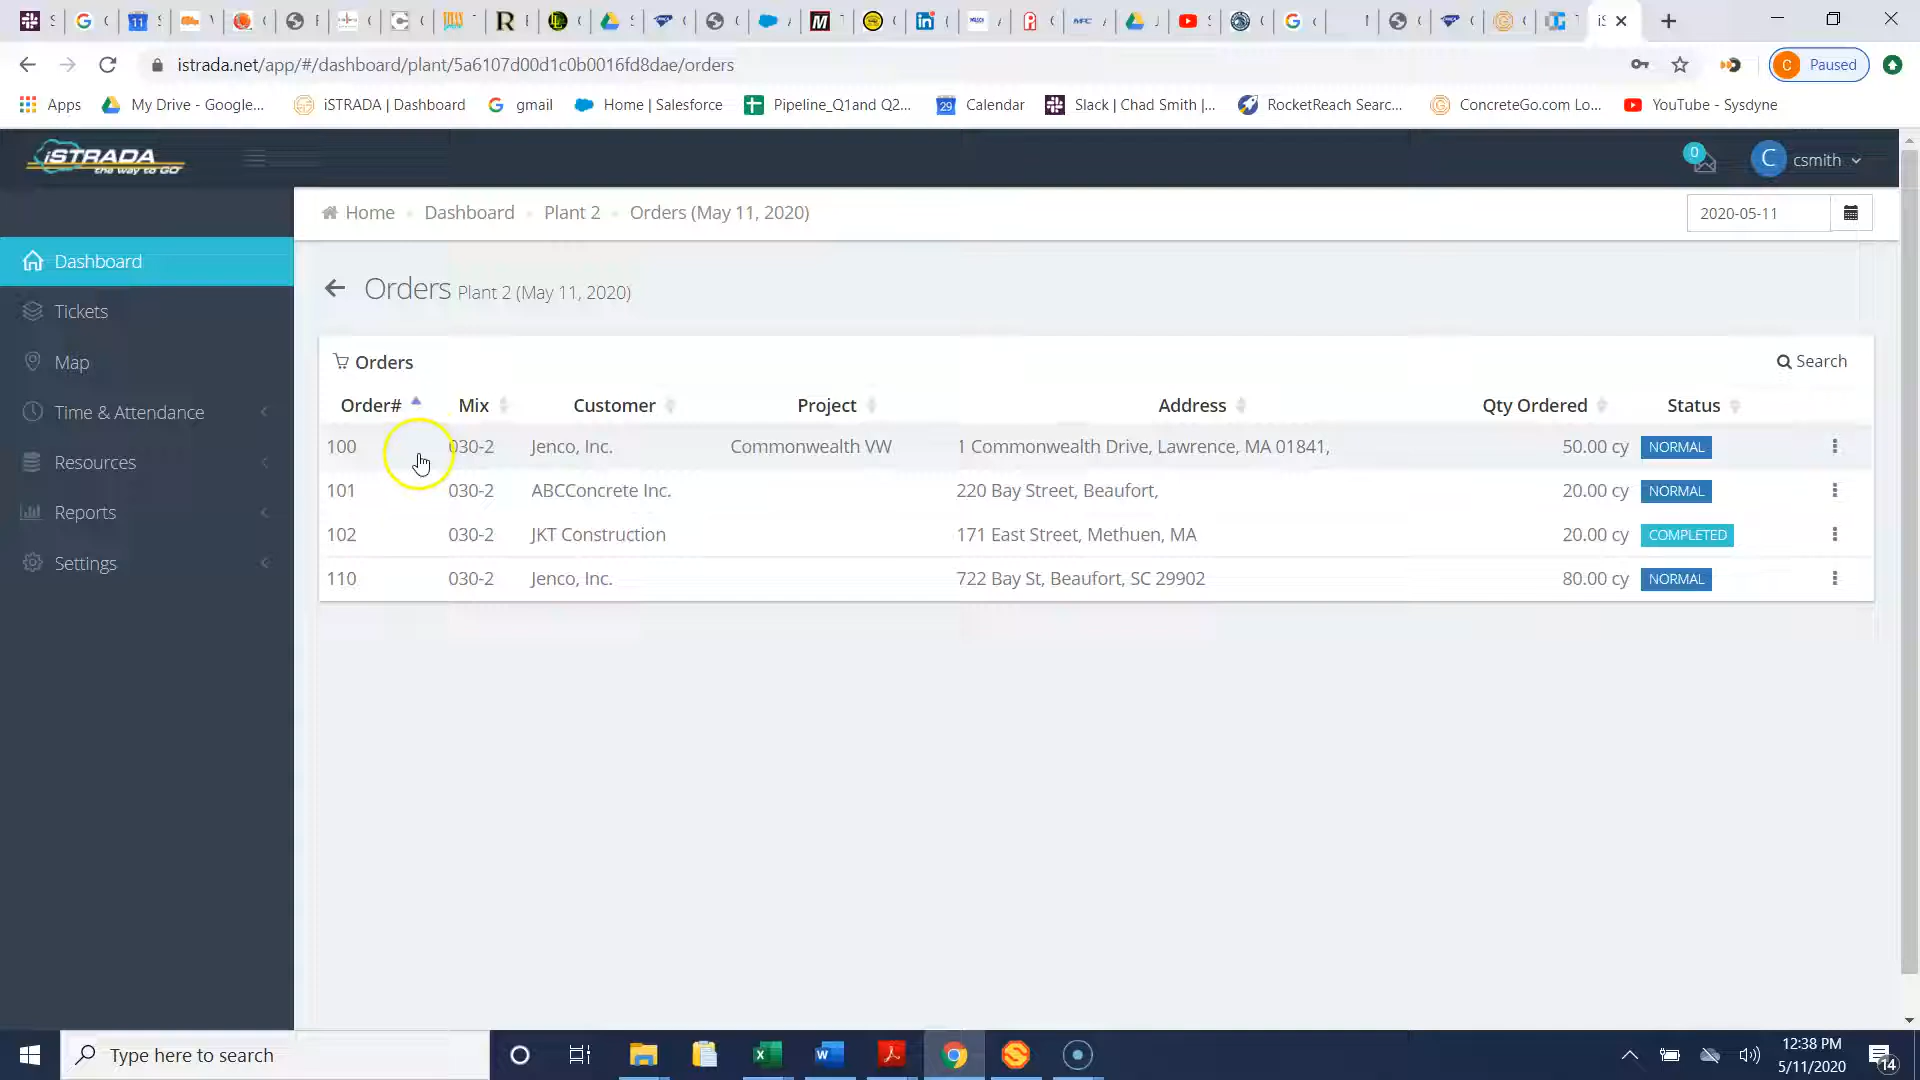 istrada.net/app/#/dashboard/plant/5a6107d00d1c0b0016fd8dae/orders
Paused
Apps
My Drive - Google...
iSTRADA | Dashboard
gmail
Home | Salesforce
Pipeline_Q1and Q2...
29
Calendar
Slack | Chad Smith |...
RocketReach Searc...
ConcreteGo.com Lo...
YouTube - Sysdyne
iSTRADA
the way to GO
0
C
csmith
Home
Dashboard
Plant 2
Orders (May 11, 2020)
2020-05-11
Dashboard
Tickets
Map
Time & Attendance
Resources
Reports
Settings
Orders Plant 2 (May 11, 2020)
Orders
Search
Order# Mix Customer Project Address Qty Ordered Status
100 030-2 Jenco, Inc. Commonwealth VW 1 Commonwealth Drive, Lawrence, MA 01841, 50.00 cy NORMAL
101 030-2 ABCConcrete Inc. 220 Bay Street, Beaufort, 20.00 cy NORMAL
102 030-2 JKT Construction 171 East Street, Methuen, MA 20.00 cy COMPLETED
110 030-2 Jenco, Inc. 722 Bay St, Beaufort, SC 29902 80.00 cy NORMAL
Type here to search
12:38 PM
5/11/2020
14